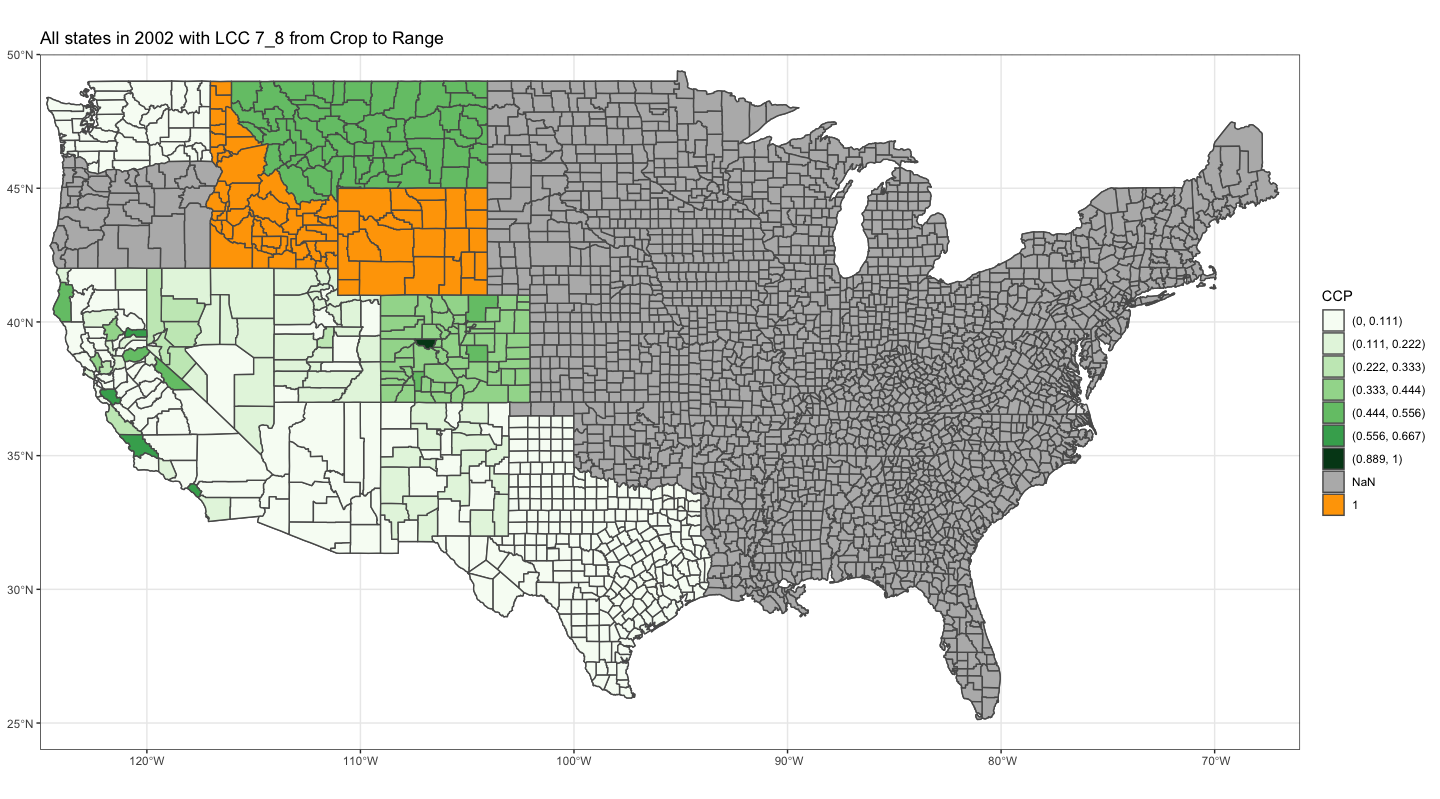 All states in 2002 with LCC 7_8 from Crop to Range
50°N
45°N
40°N
35°N
30°N
25°N
120°W
110°W
100°W
90°W
80°W
70°W
CCP
(0, 0.111)
(0.111, 0.222)
(0.222, 0.333)
(0.333, 0.444)
(0.444, 0.556)
(0.556, 0.667)
(0.889, 1)
NaN
1